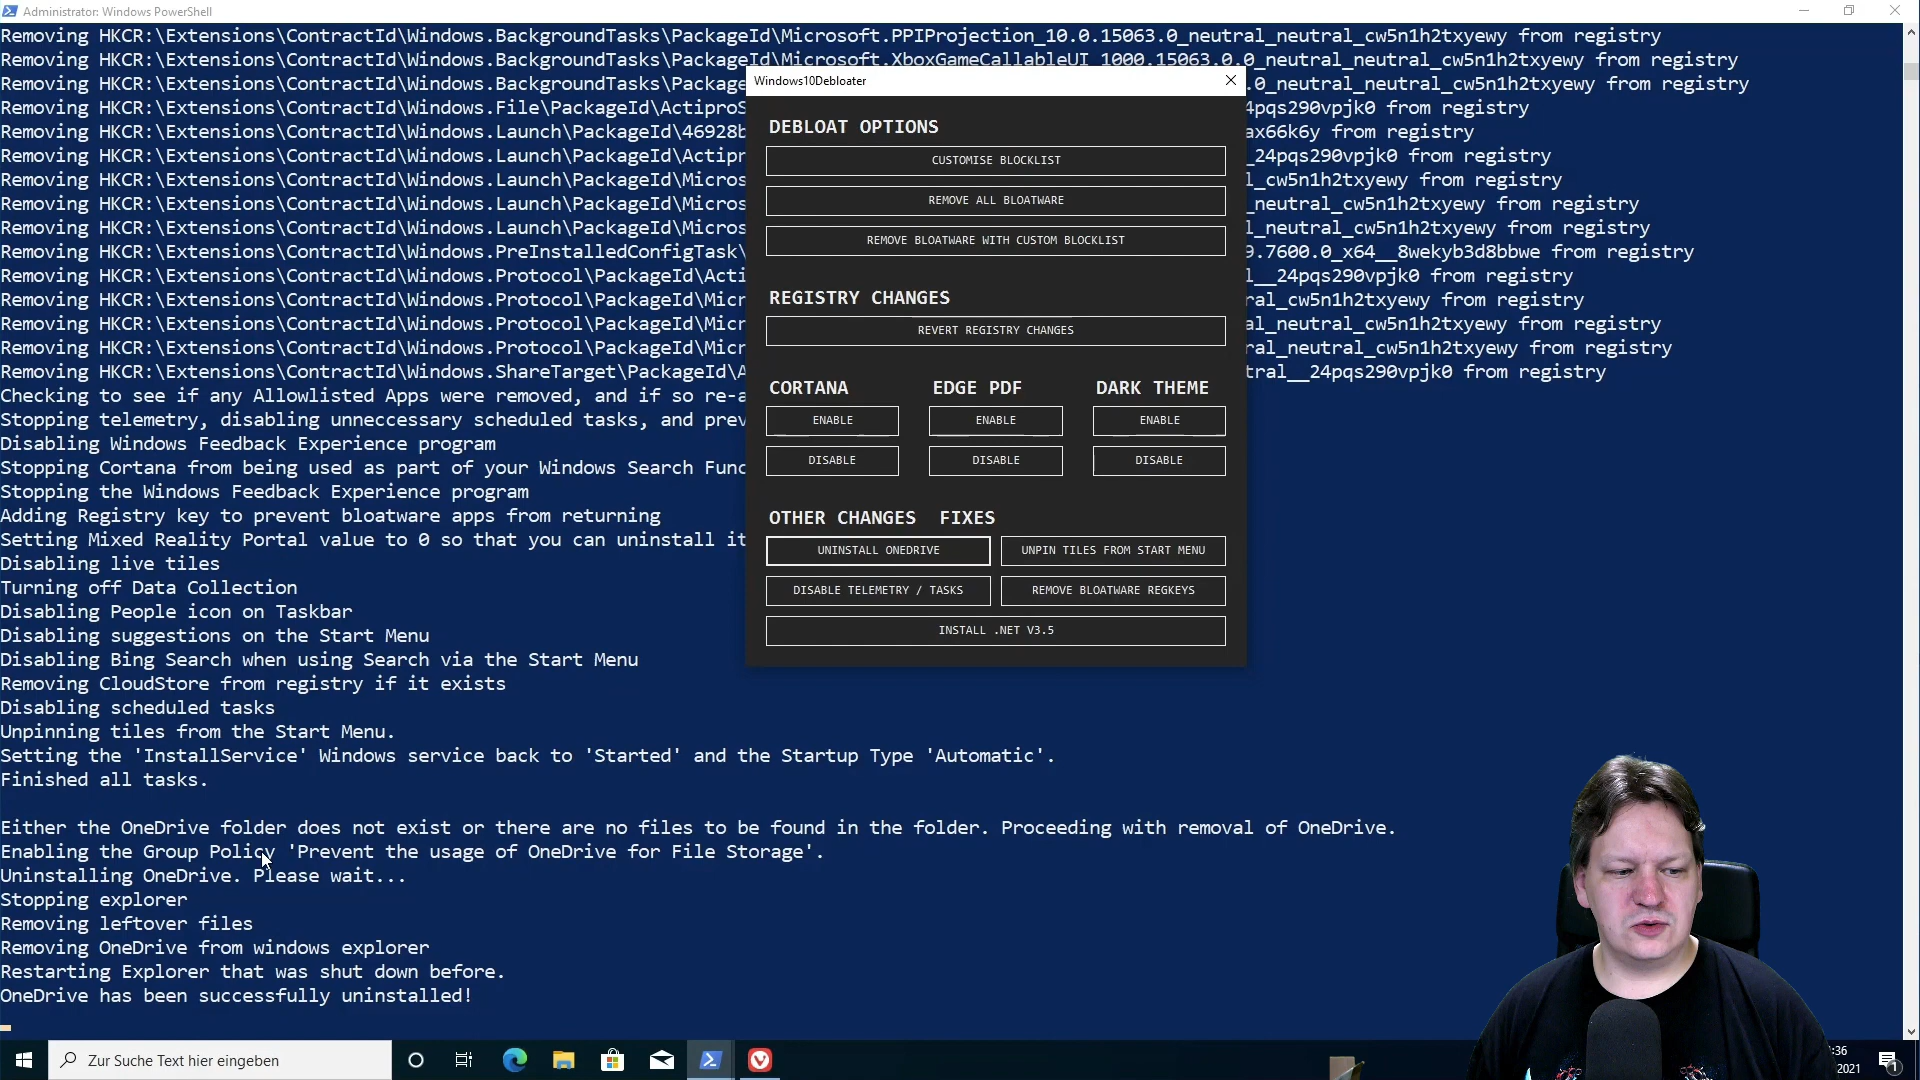 Administrator: Windows PowerShell
Removing HKCR:\Extensions\ContractId\Windows.BackgroundTasks\PackageId\Microsoft.PPIProjection_10.0.15063.0_neutral_neutral_cw5n1h2txyewy from registry
Removing HKCR:\Extensions\ContractId\Windows.BackgroundTasks\PackageId\Microsoft.XboxGameCallableUI_1000.15063.0.0_neutral_neutral_cw5n1h2txyewy from registry
Removing HKCR:\Extensions\ContractId\Windows.BackgroundTasks\Package .0_neutral_neutral_cw5n1h2txyewy from registry
Removing HKCR:\Extensions\ContractId\Windows.File\PackageId\ActiproS 4pqs290vpjk0 from registry
Removing HKCR:\Extensions\ContractId\Windows.Launch\PackageId\46928b ax66k6y from registry
Removing HKCR:\Extensions\ContractId\Windows.Launch\PackageId\Actipr _24pqs290vpjk0 from registry
Removing HKCR:\Extensions\ContractId\Windows.Launch\PackageId\Micros l_cw5n1h2txyewy from registry
Removing HKCR:\Extensions\ContractId\Windows.Launch\PackageId\Micros _neutral_cw5n1h2txyewy from registry
Removing HKCR:\Extensions\ContractId\Windows.Launch\PackageId\Micros l_cw5n1h2txyewy from registry
Removing HKCR:\Extensions\ContractId\Windows.PreInstalledConfigTask\ 9.7600.0_x64__8wekyb3d8bbwe from registry
Removing HKCR:\Extensions\ContractId\Windows.Protocol\PackageId\Acti l__24pqs290vpjk0 from registry
Removing HKCR:\Extensions\ContractId\Windows.Protocol\PackageId\Micr ral_cw5n1h2txyewy from registry
Removing HKCR:\Extensions\ContractId\Windows.Protocol\PackageId\Micr al_neutral_cw5n1h2txyewy from registry
Removing HKCR:\Extensions\ContractId\Windows.Protocol\PackageId\Micr ral_neutral_cw5n1h2txyewy from registry
Removing HKCR:\Extensions\ContractId\Windows.ShareTarget\PackageId\A tral__24pqs290vpjk0 from registry
Checking to see if any Allowlisted Apps were removed, and if so re-a
Stopping telemetry, disabling unneccessary scheduled tasks, and prev
Disabling Windows Feedback Experience program
Stopping Cortana from being used as part of your Windows Search Func
Stopping the Windows Feedback Experience program
Adding Registry key to prevent bloatware apps from returning
Setting Mixed Reality Portal value to 0 so that you can uninstall it
Disabling live tiles
Turning off Data Collection
Disabling People icon on Taskbar
Disabling suggestions on the Start Menu
Disabling Bing Search when using Search via the Start Menu
Removing CloudStore from registry if it exists
Disabling scheduled tasks
Unpinning tiles from the Start Menu.
Setting the 'InstallService' Windows service back to 'Started' and the Startup Type 'Automatic'.
Finished all tasks.
Either the OneDrive folder does not exist or there are no files to be found in the folder. Proceeding with removal of OneDrive.
Enabling the Group Policy 'Prevent the usage of OneDrive for File Storage'.
Uninstalling OneDrive. Please wait...
Stopping explorer
Removing leftover files
Removing OneDrive from windows explorer
Restarting Explorer that was shut down before.
OneDrive has been successfully uninstalled!
Windows10Debloater
DEBLOAT OPTIONS
CUSTOMISE BLOCKLIST
REMOVE ALL BLOATWARE
REMOVE BLOATWARE WITH CUSTOM BLOCKLIST
REGISTRY CHANGES
REVERT REGISTRY CHANGES
CORTANA EDGE PDF DARK THEME
ENABLE ENABLE ENABLE
DISABLE DISABLE DISABLE
OTHER CHANGES FIXES
UNINSTALL ONEDRIVE UNPIN TILES FROM START MENU
DISABLE TELEMETRY / TASKS REMOVE BLOATWARE REGKEYS
INSTALL .NET V3.5
Zur Suche Text hier eingeben
:36
2021
1